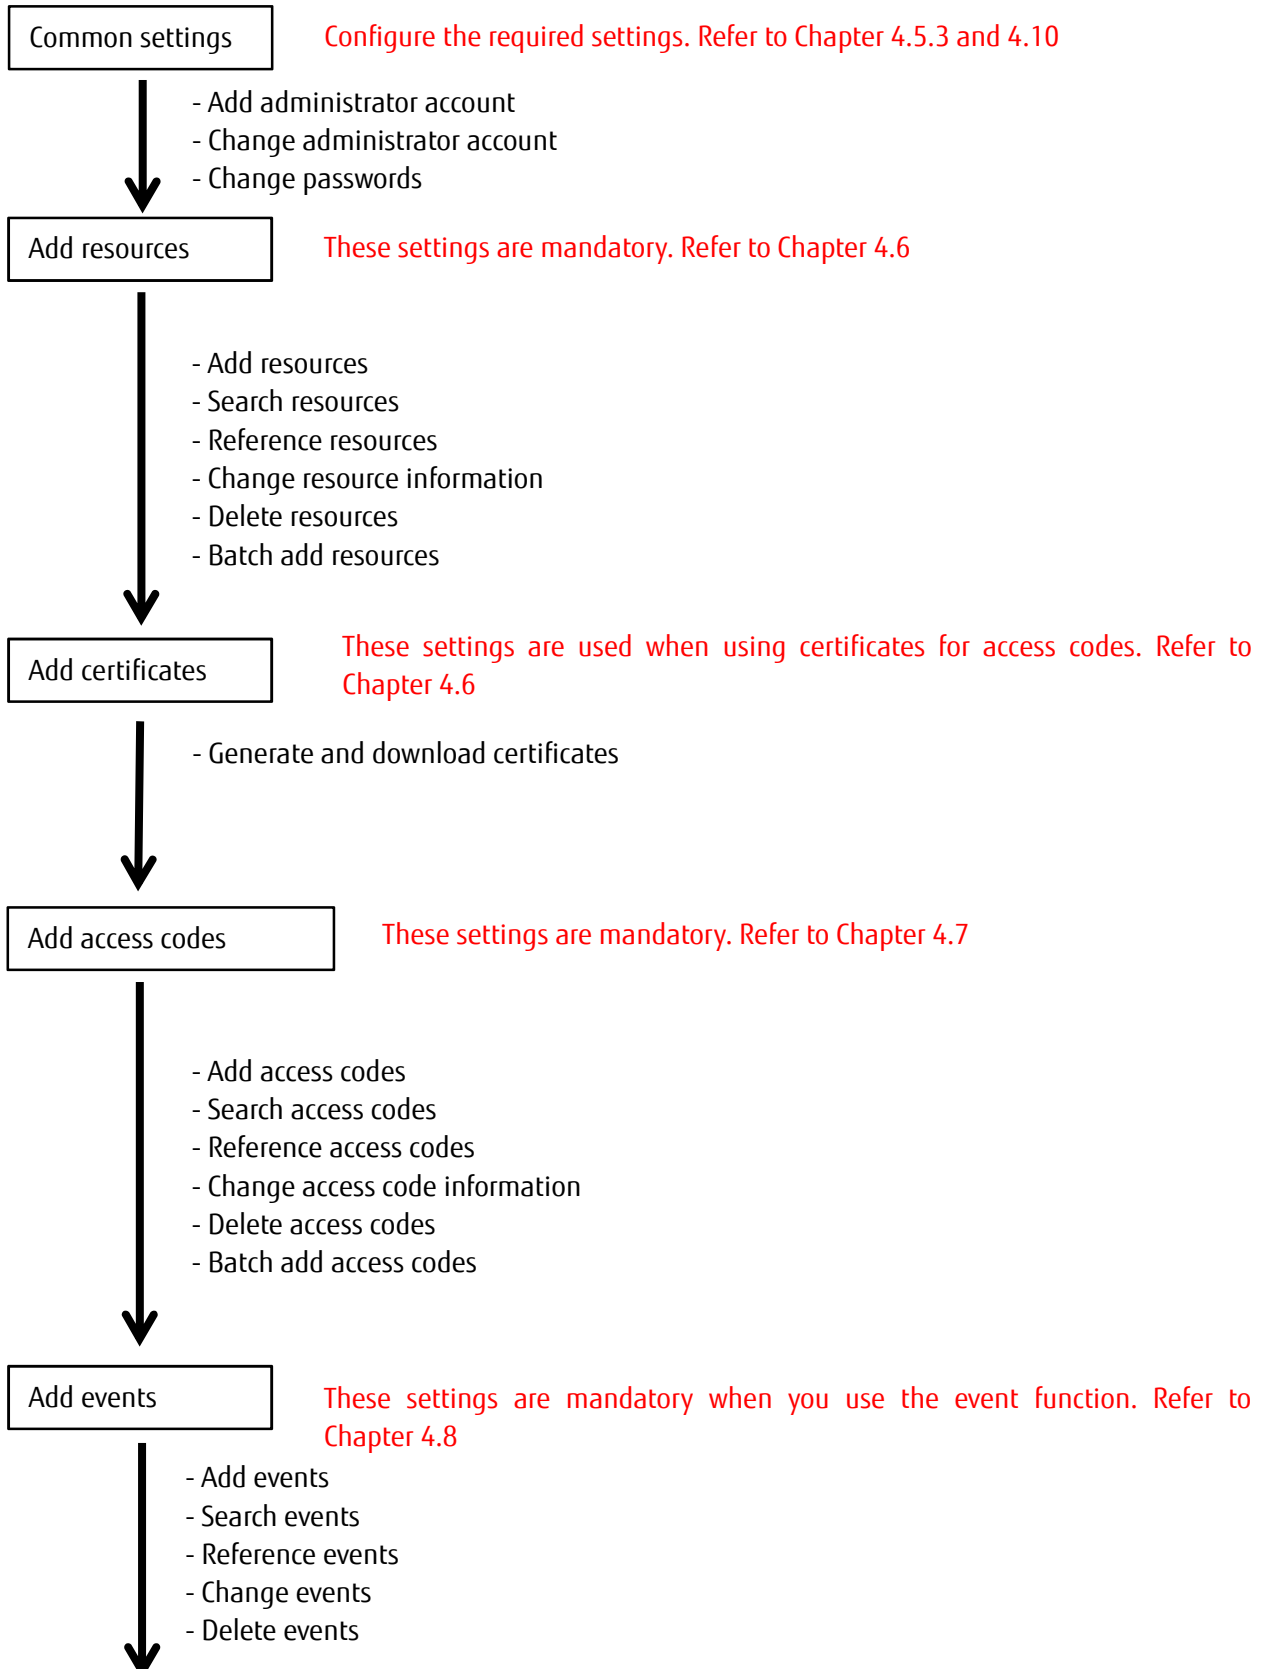 Common settings
Configure the required settings. Refer to Chapter 4.5.3 and 4.10
- Add administrator account
- Change administrator account
- Change passwords
Add resources
These settings are mandatory. Refer to Chapter 4.6
- Add resources
- Search resources
- Reference resources
- Change resource information
- Delete resources
- Batch add resources
Add certificates
These settings are used when using certificates for access codes. Refer to
Chapter 4.6
- Generate and download certificates
Add access codes
These settings are mandatory. Refer to Chapter 4.7
- Add access codes
- Search access codes
- Reference access codes
- Change access code information
- Delete access codes
- Batch add access codes
Add events
These settings are mandatory when you use the event function. Refer to
Chapter 4.8
- Add events
- Search events
- Reference events
- Change events
- Delete events